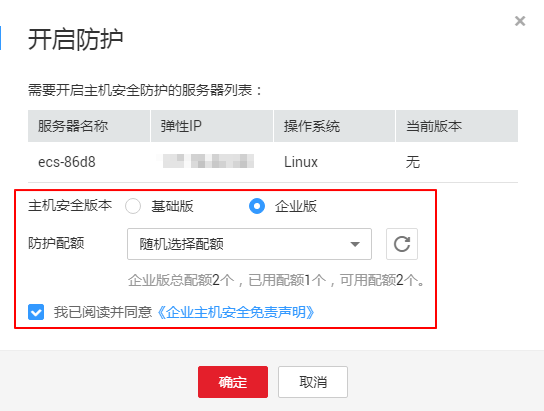 开启防护
需要开启主机安全防护的服务器列表：
服务器名称 弹性IP 操作系统 当前版本
ecs-86d8 Linux 无
主机安全版本 基础版 企业版
防护配额 随机选择配额
企业版总配额2个，已用配额1个，可用配额2个。
我已阅读并同意《企业主机安全免责声明》
确定 取消